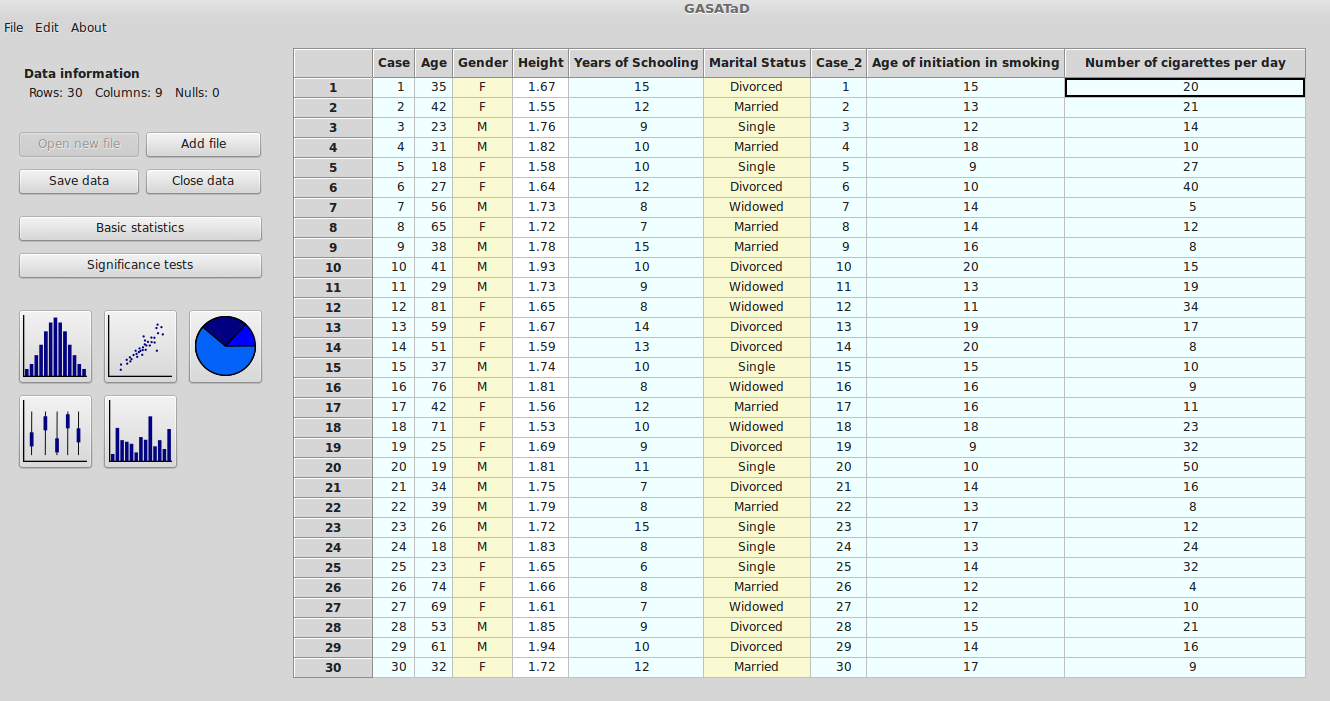 GASATaD
File Edit About
Data information
Rows: 30 Columns: 9 Nulls: 0
Open new file Add file
Save data Close data
Basic statistics
Significance tests
Case Age Gender Height Years of Schooling Marital Status Case_2 Age of initiation in smoking Number of cigarettes per day
1 1 35 F 1.67 15 Divorced 1 15 20
2 2 42 F 1.55 12 Married 2 13 21
3 3 23 M 1.76 9 Single 3 12 14
4 4 31 M 1.82 10 Married 4 18 10
5 5 18 F 1.58 10 Single 5 9 27
6 6 27 F 1.64 12 Divorced 6 10 40
7 7 56 M 1.73 8 Widowed 7 14 5
8 8 65 F 1.72 7 Married 8 14 12
9 9 38 M 1.78 15 Married 9 16 8
10 10 41 M 1.93 10 Divorced 10 20 15
11 11 29 M 1.73 9 Widowed 11 13 19
12 12 81 F 1.65 8 Widowed 12 11 34
13 13 59 F 1.67 14 Divorced 13 19 17
14 14 51 F 1.59 13 Divorced 14 20 8
15 15 37 M 1.74 10 Single 15 15 10
16 16 76 M 1.81 8 Widowed 16 16 9
17 17 42 F 1.56 12 Married 17 16 11
18 18 71 F 1.53 10 Widowed 18 18 23
19 19 25 F 1.69 9 Divorced 19 9 32
20 20 19 M 1.81 11 Single 20 10 50
21 21 34 M 1.75 7 Divorced 21 14 16
22 22 39 M 1.79 8 Married 22 13 8
23 23 26 M 1.72 15 Single 23 17 12
24 24 18 M 1.83 8 Single 24 13 24
25 25 23 F 1.65 6 Single 25 14 32
26 26 74 F 1.66 8 Married 26 12 4
27 27 69 F 1.61 7 Widowed 27 12 10
28 28 53 M 1.85 9 Divorced 28 15 21
29 29 61 M 1.94 10 Divorced 29 14 16
30 30 32 F 1.72 12 Married 30 17 9